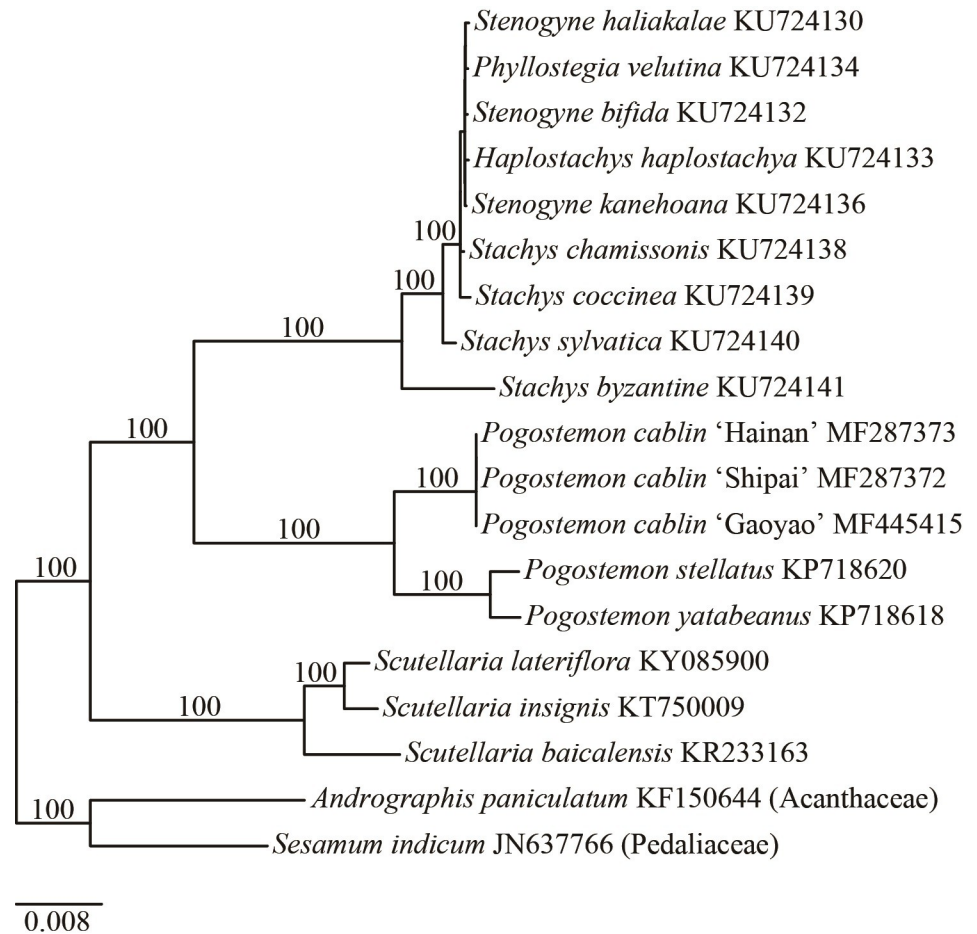 Stenogyne haliakalae KU724130
Phyllostegia velutina KU724134
Stenogyne bifida KU724132
Haplostachys haplostachya KU724133
Stenogyne kanehoana KU724136
100
Stachys chamissonis KU724138
100
Stachys coccinea KU724139
100
Stachys sylvatica KU724140
Stachys byzantine KU724141
100
Pogostemon cablin ‘Hainan’ MF287373
100
Pogostemon cablin ‘Shipai’ MF287372
100
Pogostemon cablin ‘Gaoyao’ MF445415
100
Pogostemon stellatus KP718620
100
Pogostemon yatabeanus KP718618
Scutellaria lateriflora KY085900
100
100
Scutellaria insignis KT750009
Scutellaria baicalensis KR233163
Andrographis paniculatum KF150644 (Acanthaceae)
100
Sesamum indicum JN637766 (Pedaliaceae)
0.008